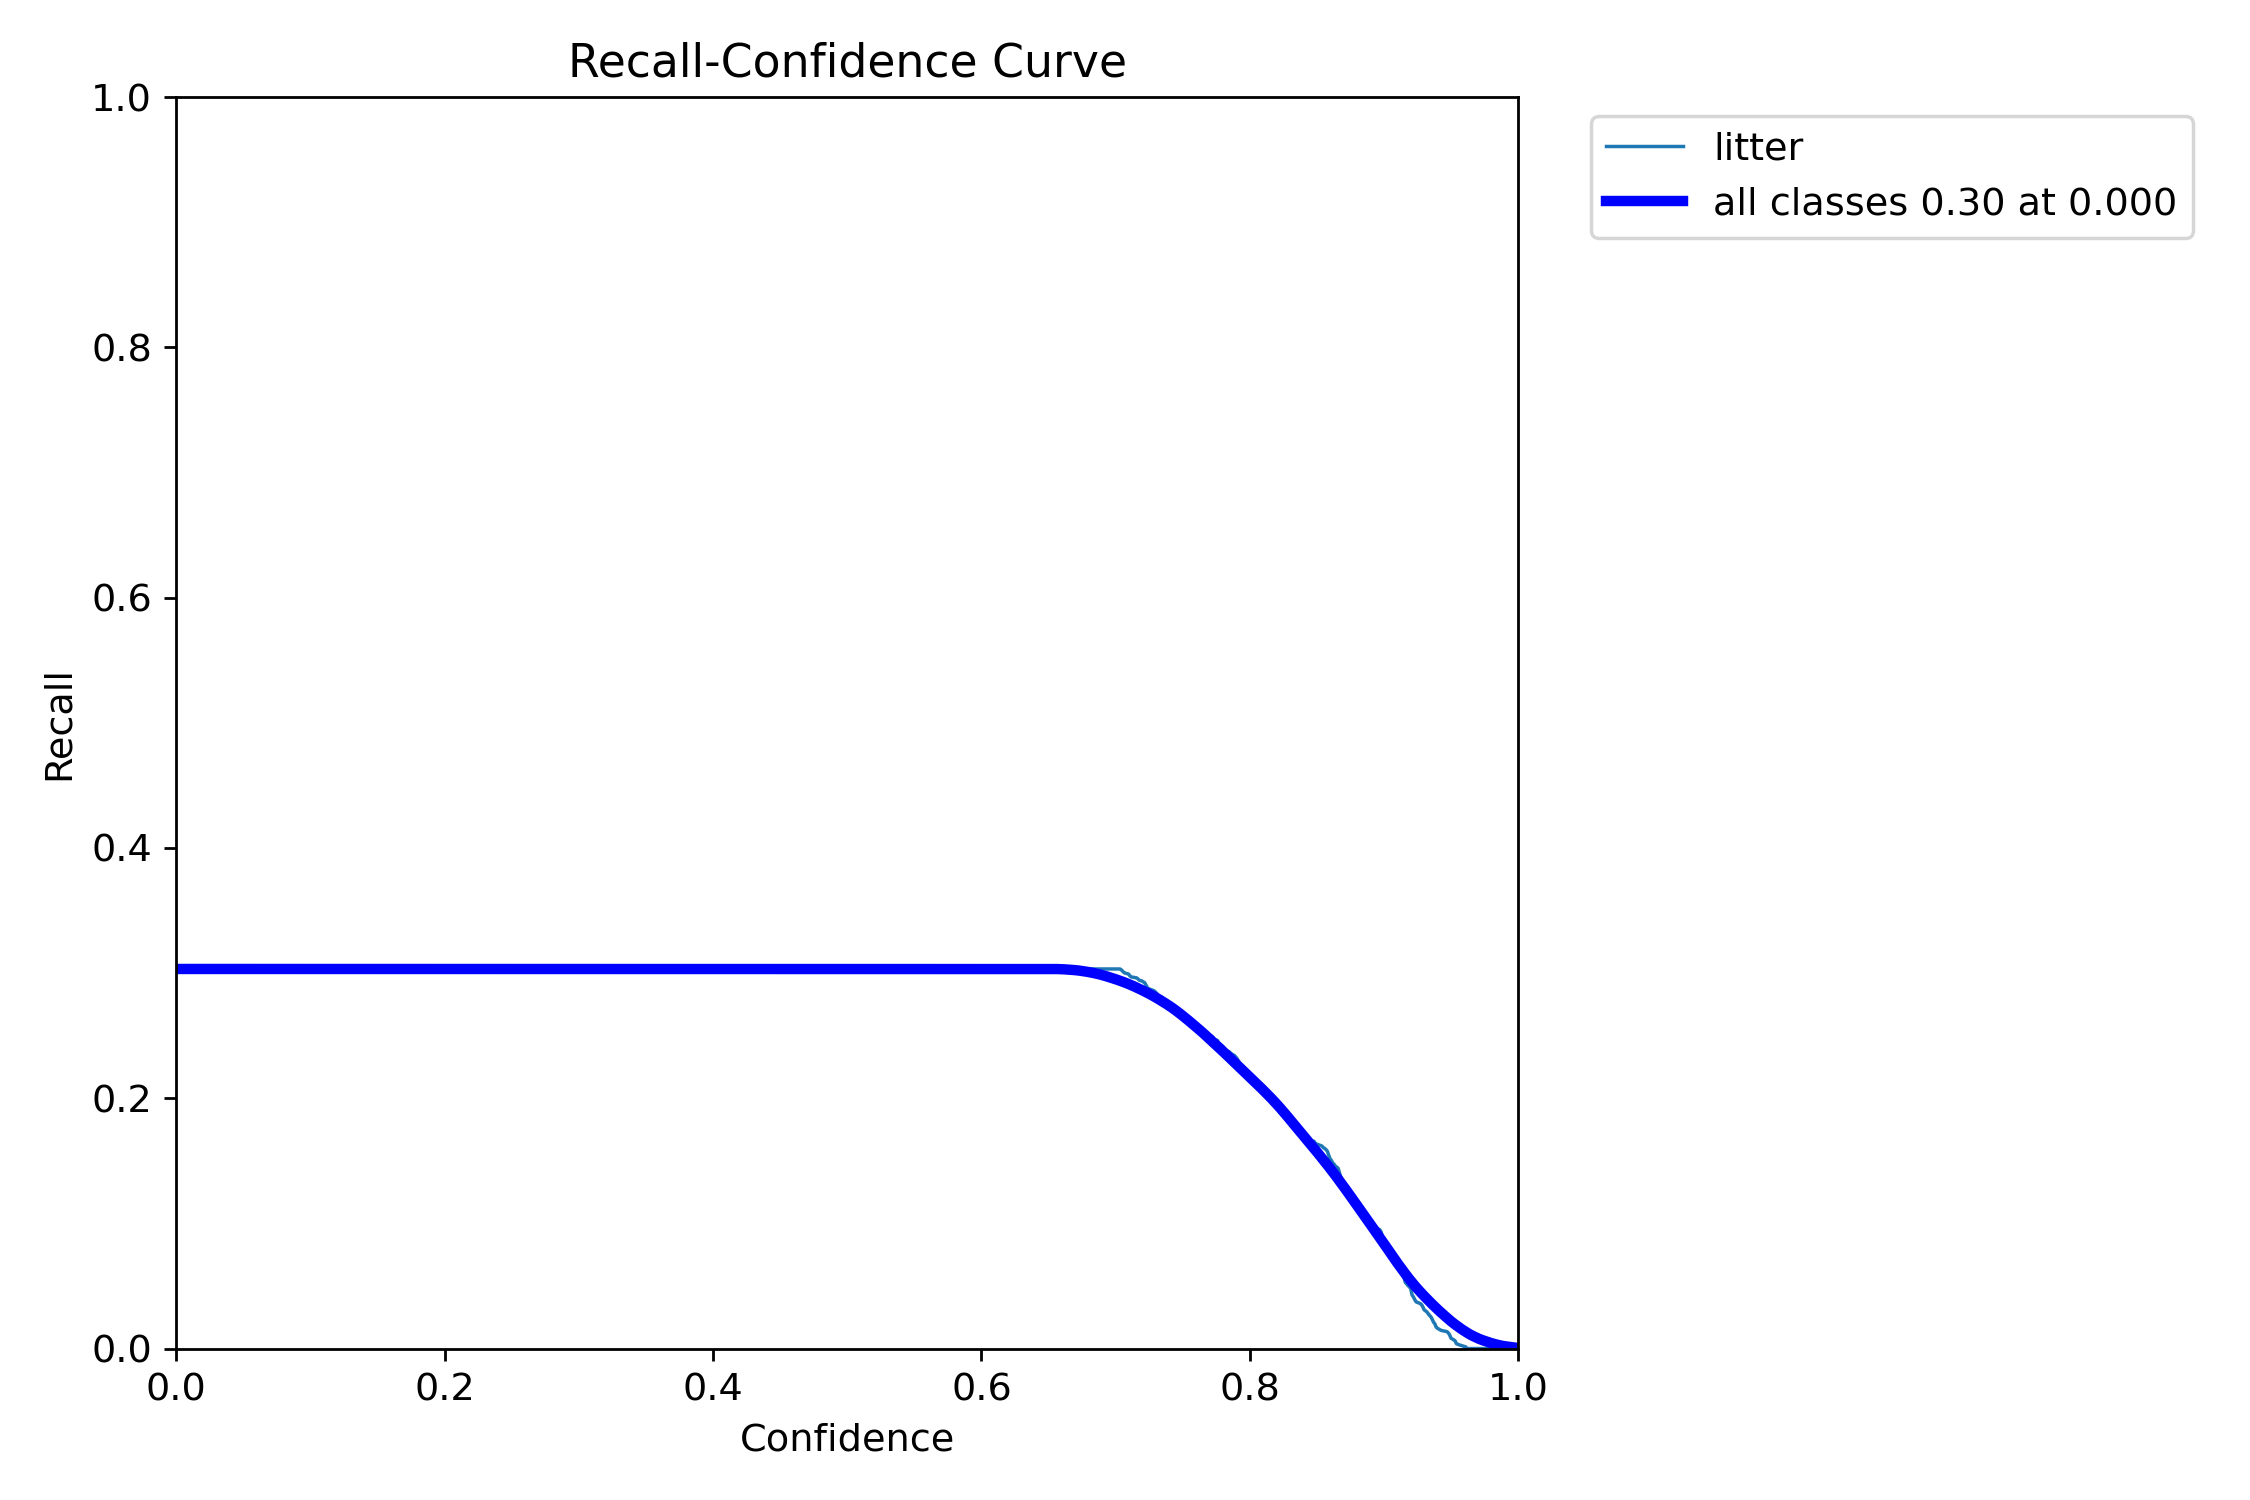 Recall-Confidence Curve
1.0
0.8
0.6
0.4
0.2
0.0
Recall
0.0 0.2 0.4 0.6 0.8 1.0
Confidence
litter
all classes 0.30 at 0.000